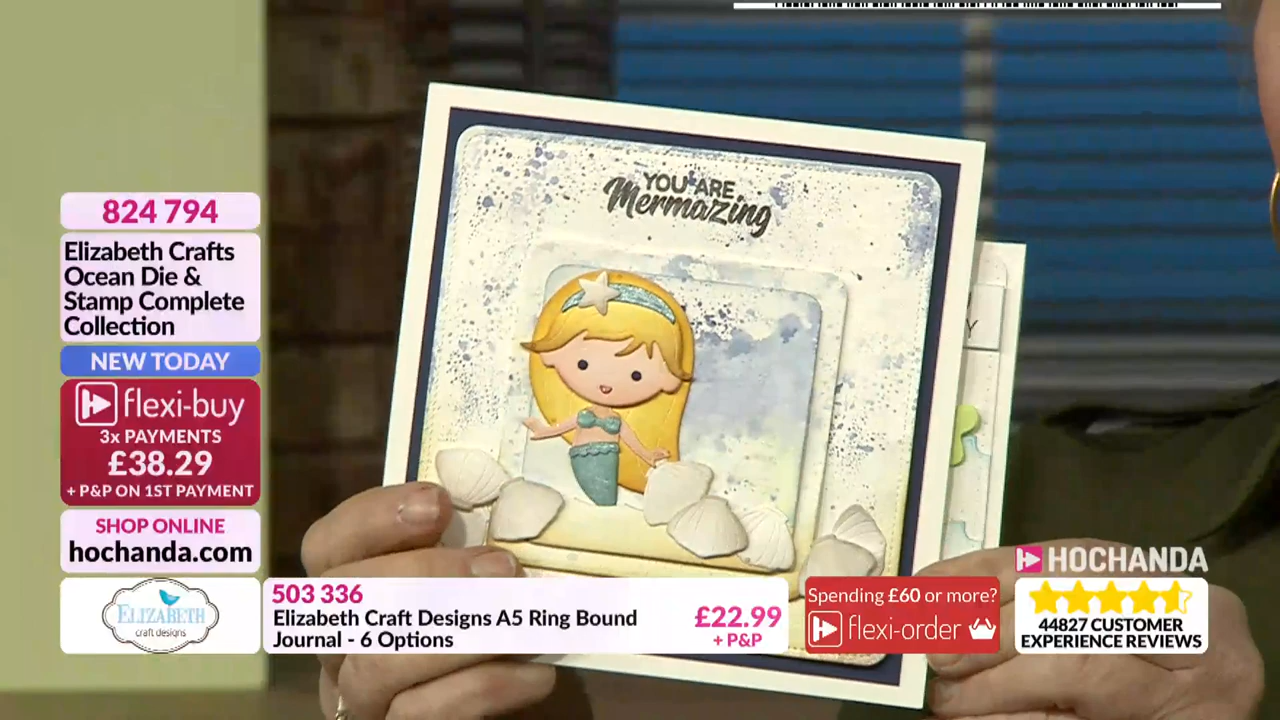 YOU ARE
Mermazing
Y
824 794
Elizabeth Crafts
Ocean Die &
Stamp Complete
Collection
NEW TODAY
flexi-buy
3x PAYMENTS
£38.29
+ P&P ON 1ST PAYMENT
SHOP ONLINE
hochanda.com
ELIZABETH
craft designs
503 336
Elizabeth Craft Designs A5 Ring Bound
Journal - 6 Options
£22.99
+ P&P
Spending £60 or more?
flexi-order
HOCHANDA
44827 CUSTOMER
EXPERIENCE REVIEWS